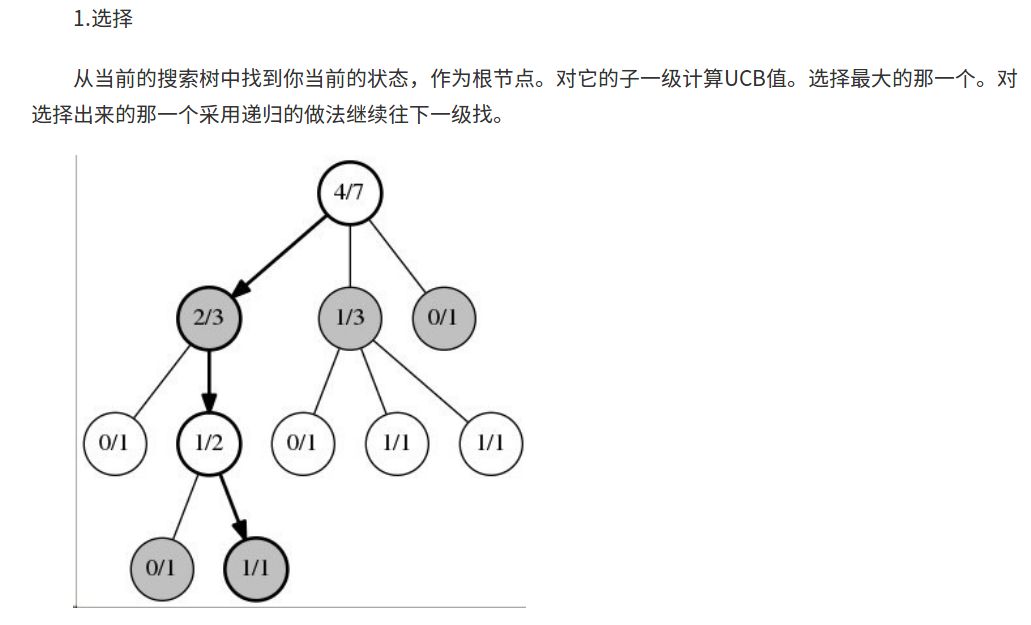 1.选择
从当前的搜索树中找到你当前的状态，作为根节点。对它的子一级计算UCB值。选择最大的那一个。对
选择出来的那一个采用递归的做法继续往下一级找。
4/7
2/3 1/3 0/1
0/1 1/2 0/1 1/1 1/1
0/1 1/1